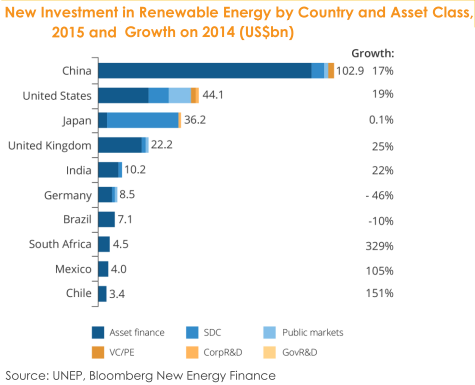 New Investment in Renewable Energy by Country and Asset Class,
2015 and Growth on 2014 (US$bn)
Growth:
China 102.9 17%
United States 44.1 19%
Japan 36.2 0.1%
United Kingdom 22.2 25%
India 10.2 22%
Germany 8.5 - 46%
Brazil 7.1 -10%
South Africa 4.5 329%
Mexico 4.0 105%
Chile 3.4 151%
Asset finance SDC Public markets
VC/PE CorpR&D GovR&D
Source: UNEP, Bloomberg New Energy Finance